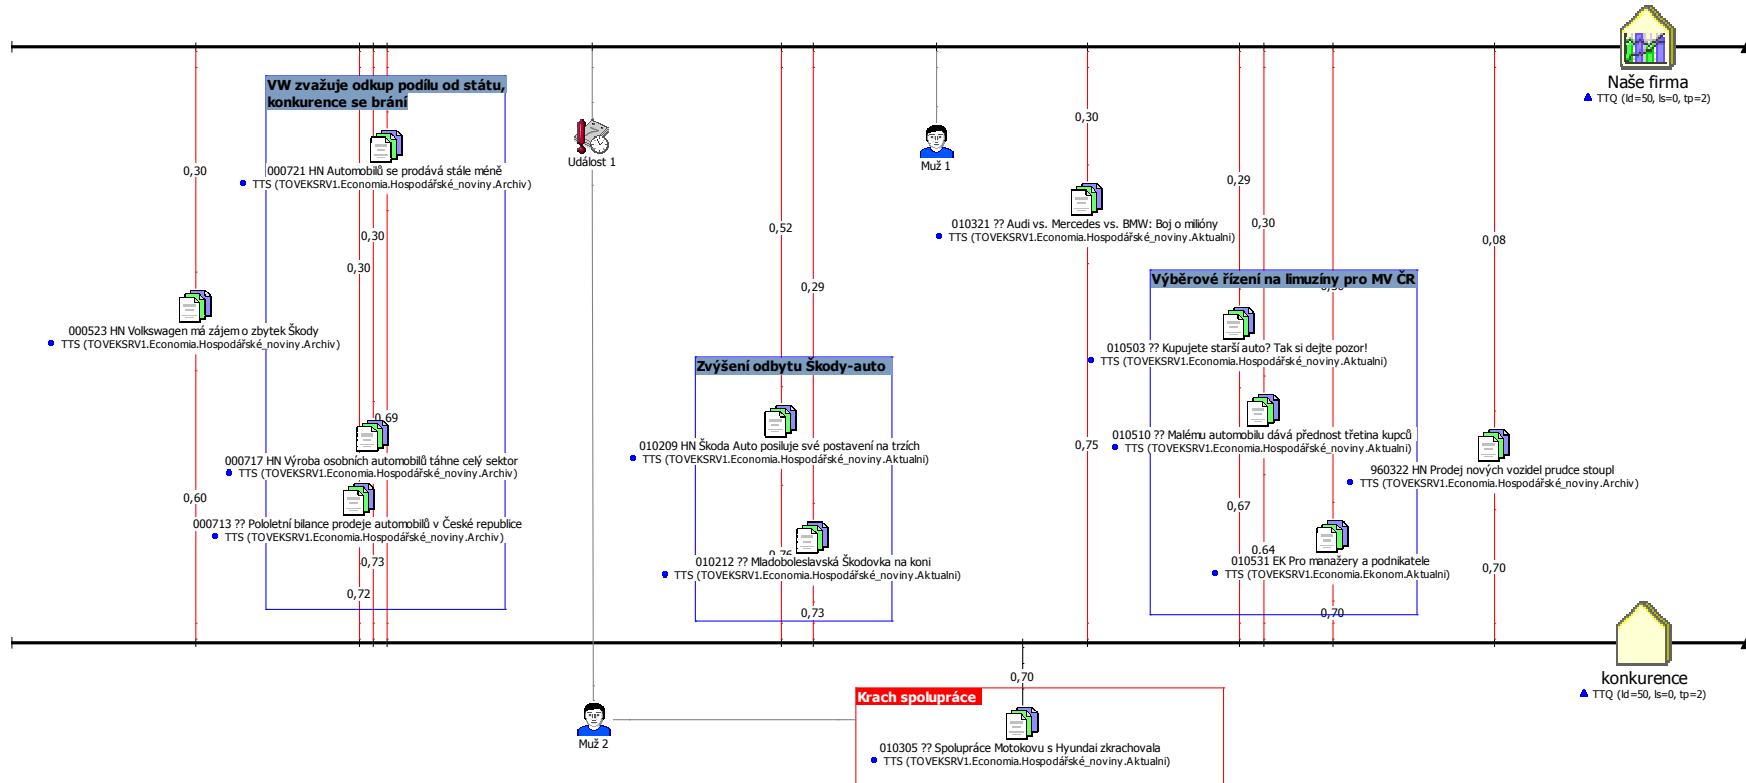 Naše firma
TTQ (ld=50, ls=0, tp=2)
VW zvažuje odkup podílu od státu,
konkurence se brání
000721 HN Automobilů se prodává stále méně
TTS (TOVEKSRV1.Economia.Hospodářské_noviny.Archiv)
0,30
0,30
0,30
Událost 1
Muž 1
0,30
0,29
0,30
0,52
0,29
0,08
010321 ?? Audi vs. Mercedes vs. BMW: Boj o milióny
TTS (TOVEKSRV1.Economia.Hospodářské_noviny.Aktualni)
000523 HN Volkswagen má zájem o zbytek Škody
TTS (TOVEKSRV1.Economia.Hospodářské_noviny.Archiv)
0,60
0,69
000717 HN Výroba osobních automobilů táhne celý sektor
TTS (TOVEKSRV1.Economia.Hospodářské_noviny.Archiv)
000713 ?? Pololetní bilance prodeje automobilů v České republice
TTS (TOVEKSRV1.Economia.Hospodářské_noviny.Archiv)
0,73
0,72
Zvýšení odbytu Škody-auto
010209 HN Škoda Auto posiluje své postavení na trzích
TTS (TOVEKSRV1.Economia.Hospodářské_noviny.Aktualni)
0,76
010212 ?? Mladoboleslavská Škodovka na koni
TTS (TOVEKSRV1.Economia.Hospodářské_noviny.Aktualni)
0,73
0,75
Výběrové řízení na limuzíny pro MV ČR
010503 ?? Kupujete starší auto? Tak si dejte pozor!
TTS (TOVEKSRV1.Economia.Hospodářské_noviny.Aktualni)
010510 ?? Malému automobilu dává přednost třetina kupců
TTS (TOVEKSRV1.Economia.Hospodářské_noviny.Aktualni)
0,67
0,64
010531 EK Pro manažery a podnikatele
TTS (TOVEKSRV1.Economia.Ekonom.Aktualni)
0,70
960322 HN Prodej nových vozidel prudce stoupl
TTS (TOVEKSRV1.Economia.Hospodářské_noviny.Archiv)
0,70
konkurence
TTQ (ld=50, ls=0, tp=2)
0,70
Krach spolupráce
Muž 2
010305 ?? Spolupráce Motokovu s Hyundai zkrachovala
TTS (TOVEKSRV1.Economia.Hospodářské_noviny.Aktualni)